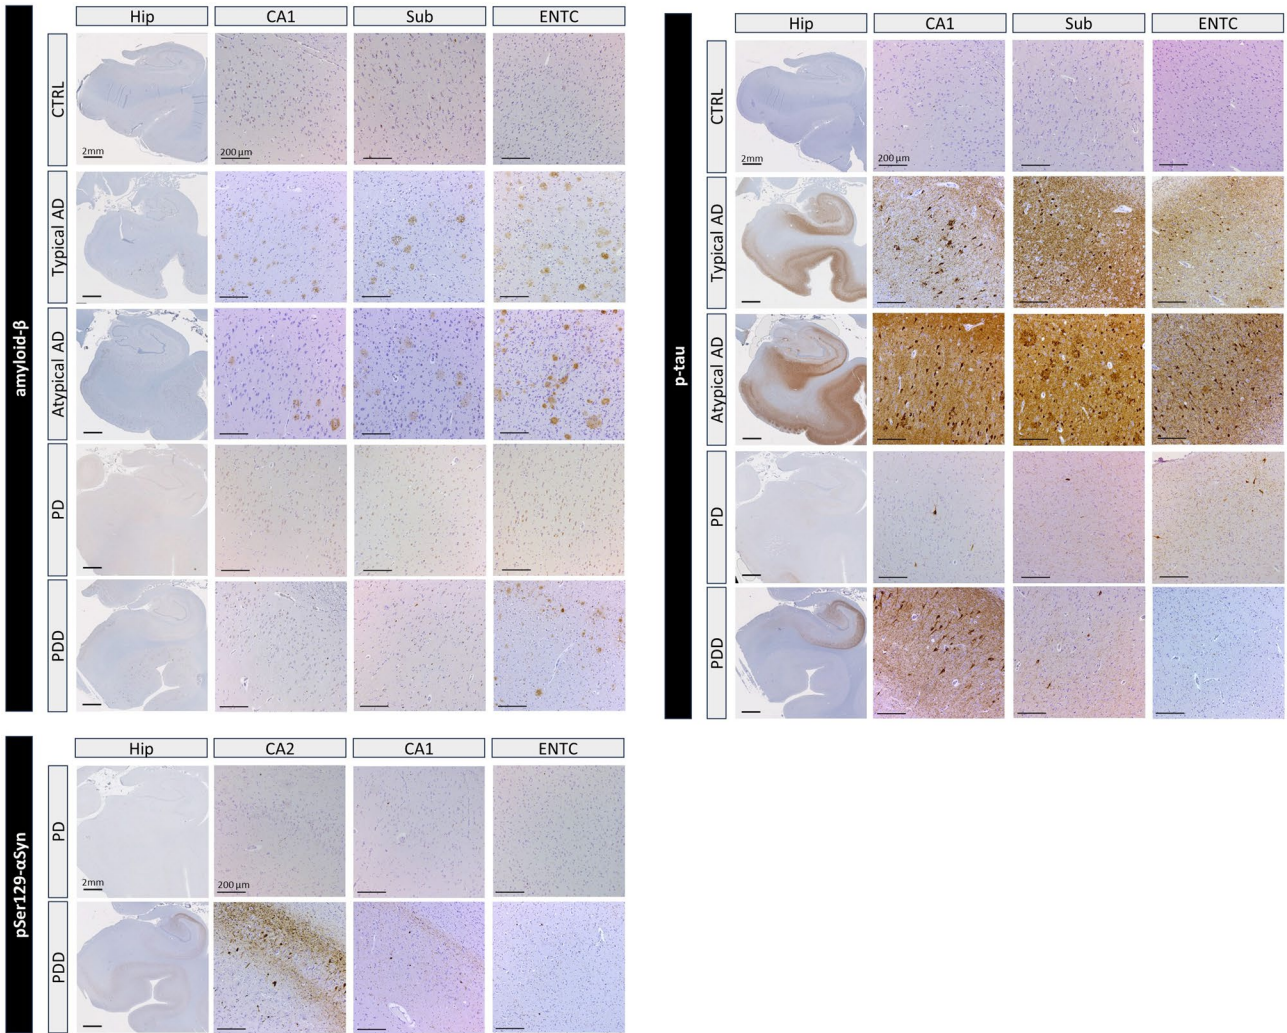 Hip CA1 Sub ENTC
amyloid-β
CTRL
2mm 200 µm
Typical AD
Atypical AD
PD
PDD
Hip CA1 Sub ENTC
p-tau
CTRL
2mm 200 µm
Typical AD
Atypical AD
PD
PDD
Hip CA2 CA1 ENTC
pSer129-αSyn
PD
2mm 200 µm
PDD